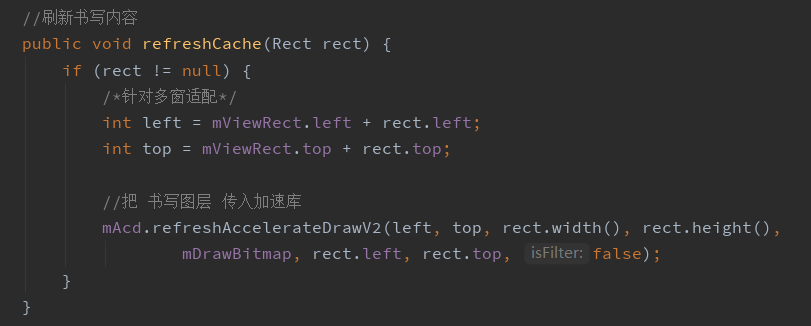 //刷新书写内容
public void refreshCache(Rect rect) {
    if (rect != null) {
        /*针对多窗适配*/
        int left = mViewRect.left + rect.left;
        int top = mViewRect.top + rect.top;

        //把 书写图层 传入加速库
        mAcd.refreshAccelerateDrawV2(left, top, rect.width(), rect.height(),
                mDrawBitmap, rect.left, rect.top, isFilter: false);
    }
}